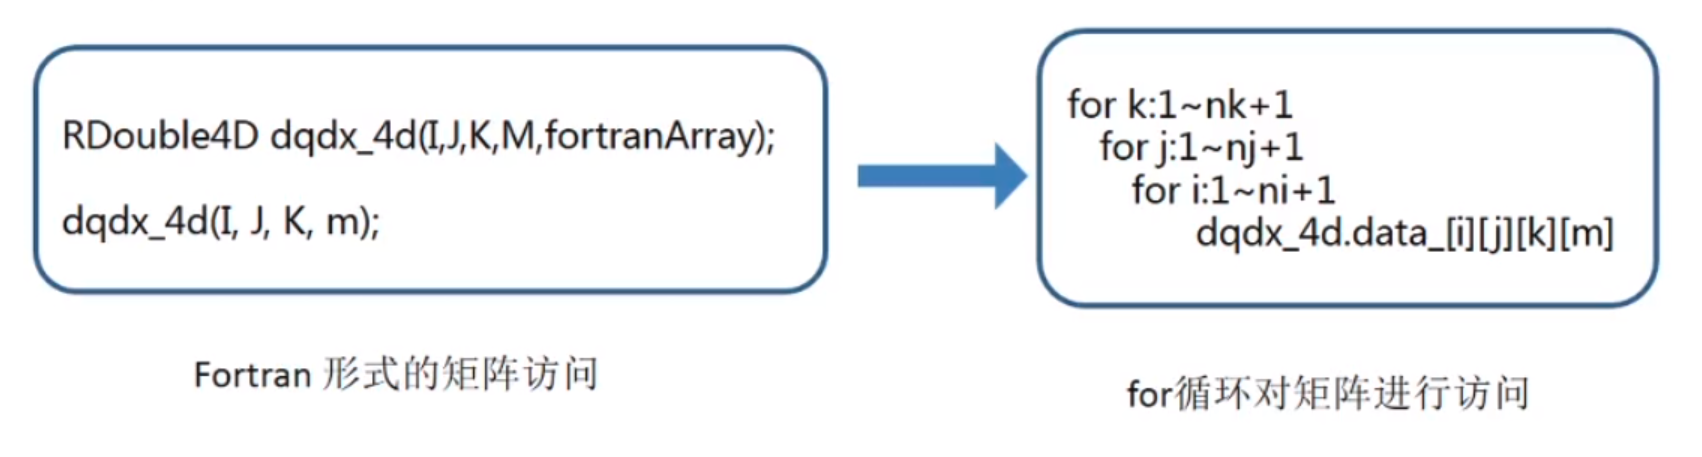 RDouble4D dqdx_4d(I,J,K,M,fortranArray);
dqdx_4d(I, J, K, m);
Fortran 形式的矩阵访问
for k:1~nk+1
for j:1~nj+1
for i:1~ni+1
dqdx_4d.data_[i][j][k][m]
for循环对矩阵进行访问